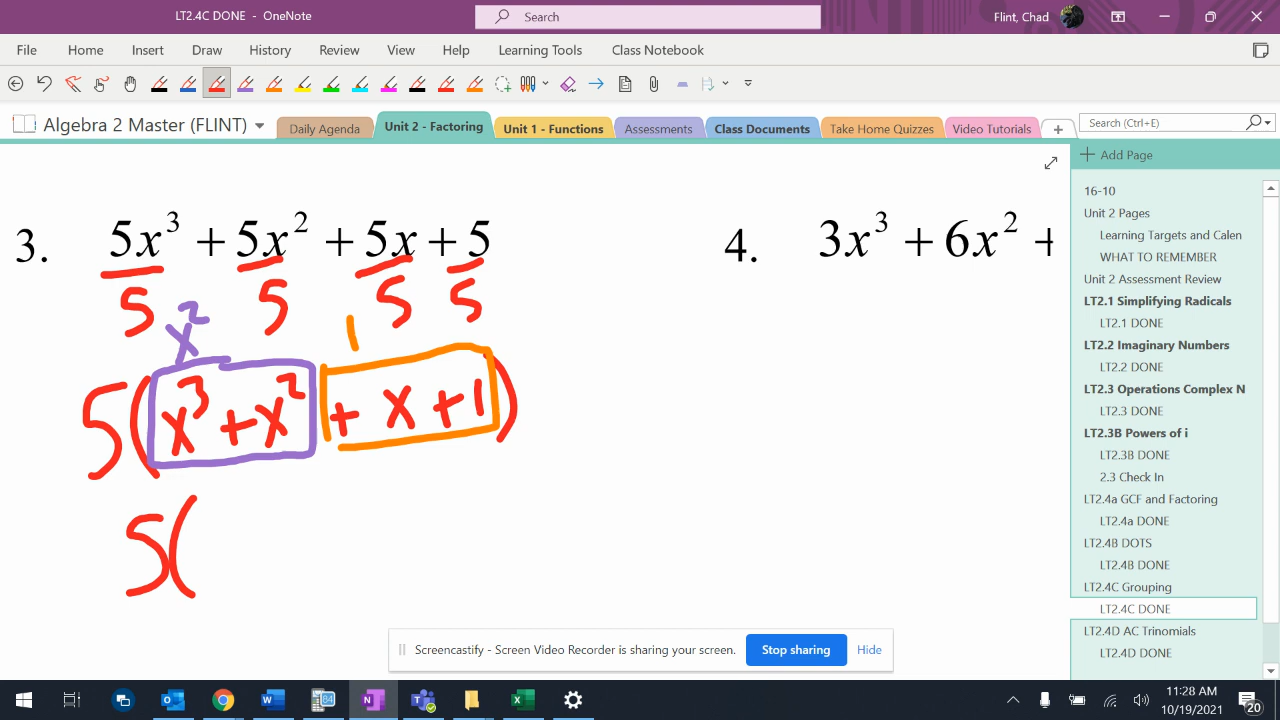 LT2.4C DONE - OneNote
Search
Flint, Chad
File Home Insert Draw History Review View Help Learning Tools Class Notebook
Algebra 2 Master (FLINT)
Daily Agenda Unit 2 - Factoring Unit 1 - Functions Assessments Class Documents Take Home Quizzes Video Tutorials +
Search (Ctrl+E)
Add Page
16-10
Unit 2 Pages
Learning Targets and Calen
WHAT TO REMEMBER
Unit 2 Assessment Review
LT2.1 Simplifying Radicals
LT2.1 DONE
LT2.2 Imaginary Numbers
LT2.2 DONE
LT2.3 Operations Complex N
LT2.3 DONE
LT2.3B Powers of i
LT2.3B DONE
2.3 Check In
LT2.4a GCF and Factoring
LT2.4a DONE
LT2.4B DOTS
LT2.4B DONE
LT2.4C Grouping
LT2.4C DONE
LT2.4D AC Trinomials
LT2.4D DONE
3. 5x³ + 5x² + 5x + 5
5 5 5 5
x² 1
5(x³ + x² + x + 1)
5(
4. 3x³ + 6x² +
Screencastify - Screen Video Recorder is sharing your screen. Stop sharing Hide
84
11:28 AM
10/19/2021
20